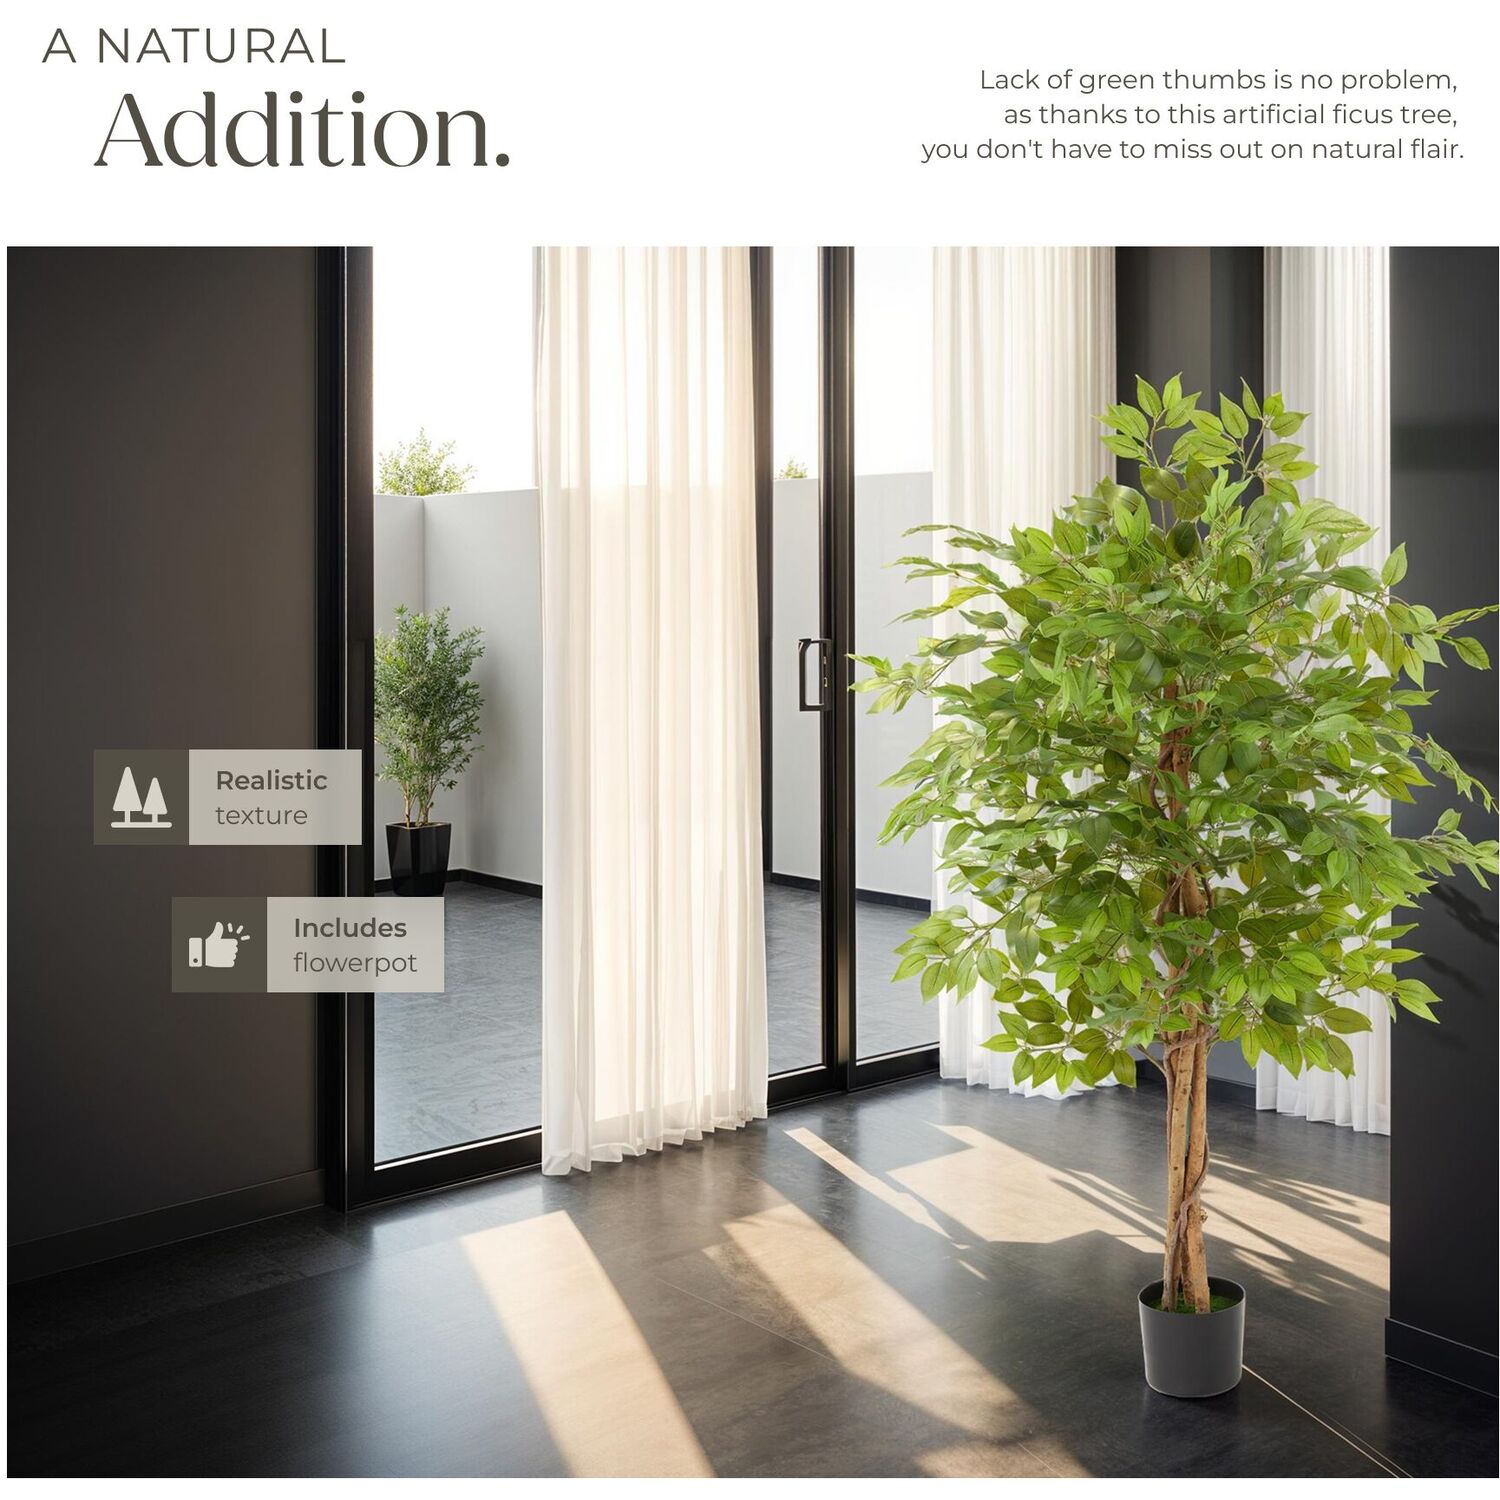 A NATURAL
Addition.
Lack of green thumbs is no problem,
as thanks to this artificial ficus tree,
you don't have to miss out on natural flair.
Realistic
texture
Includes
flowerpot